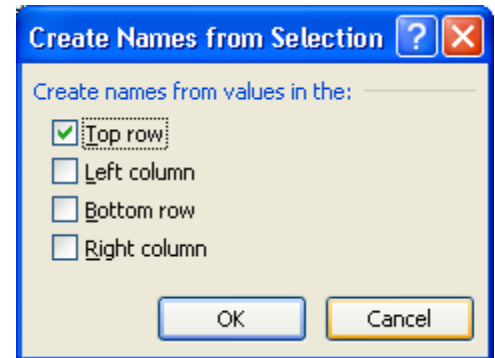 Create Names from Selection ?
Create names from values in the:
Top row
Left column
Bottom row
Right column
OK Cancel